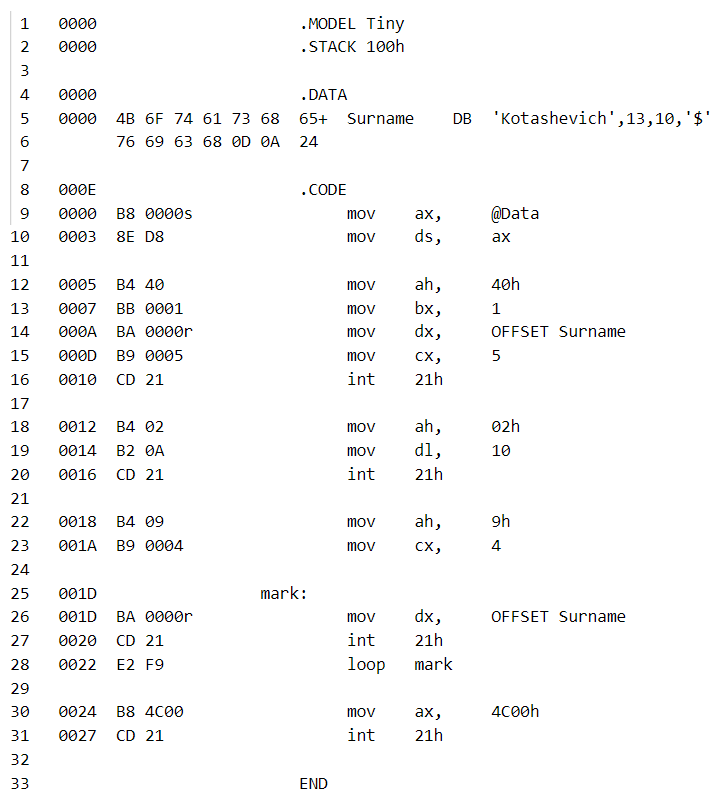 1 0000 .MODEL Tiny
2 0000 .STACK 100h
3
4 0000 .DATA
5 0000 4B 6F 74 61 73 68 65+ Surname DB 'Kotashevich',13,10,'$'
6 76 69 63 68 0D 0A 24
7
8 000E .CODE
9 0000 B8 0000s mov ax, @Data
10 0003 8E D8 mov ds, ax
11
12 0005 B4 40 mov ah, 40h
13 0007 BB 0001 mov bx, 1
14 000A BA 0000r mov dx, OFFSET Surname
15 000D B9 0005 mov cx, 5
16 0010 CD 21 int 21h
17
18 0012 B4 02 mov ah, 02h
19 0014 B2 0A mov dl, 10
20 0016 CD 21 int 21h
21
22 0018 B4 09 mov ah, 9h
23 001A B9 0004 mov cx, 4
24
25 001D mark:
26 001D BA 0000r mov dx, OFFSET Surname
27 0020 CD 21 int 21h
28 0022 E2 F9 loop mark
29
30 0024 B8 4C00 mov ax, 4C00h
31 0027 CD 21 int 21h
32
33 END